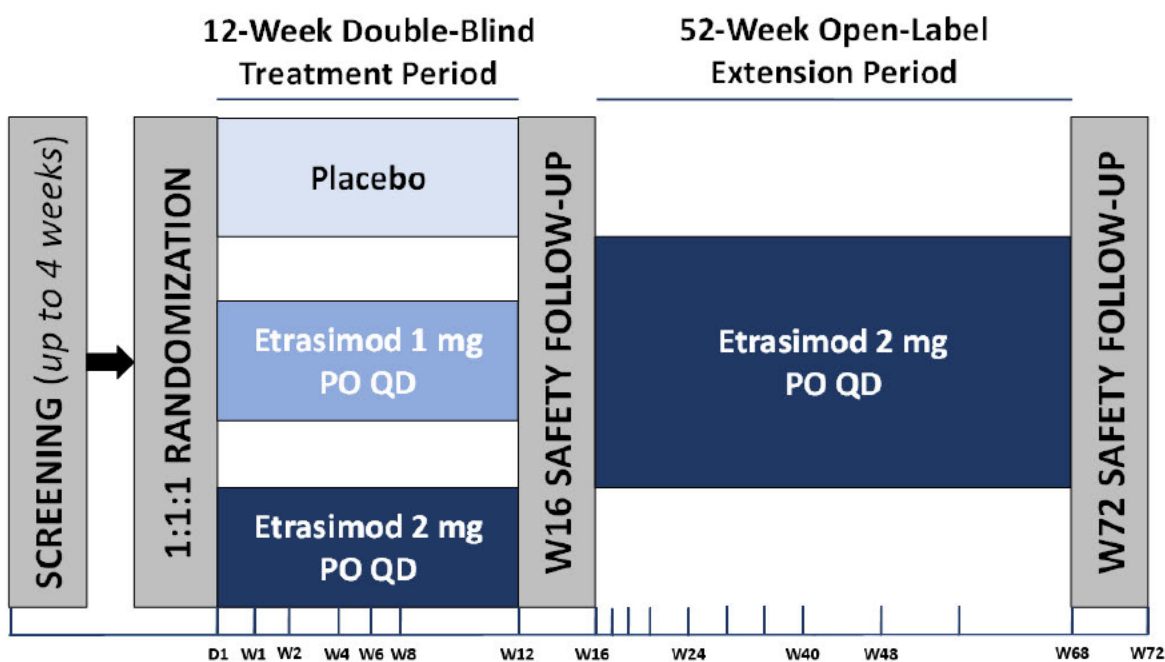 12-Week Double-Blind
Treatment Period
52-Week Open-Label
Extension Period
SCREENING (up to 4 weeks)
1:1:1 RANDOMIZATION
Placebo
Etrasimod 1 mg
PO QD
Etrasimod 2 mg
PO QD
W16 SAFETY FOLLOW-UP
Etrasimod 2 mg
PO QD
W72 SAFETY FOLLOW-UP
D1 W1 W2 W4 W6 W8 W12 W16 W24 W40 W48 W68 W72